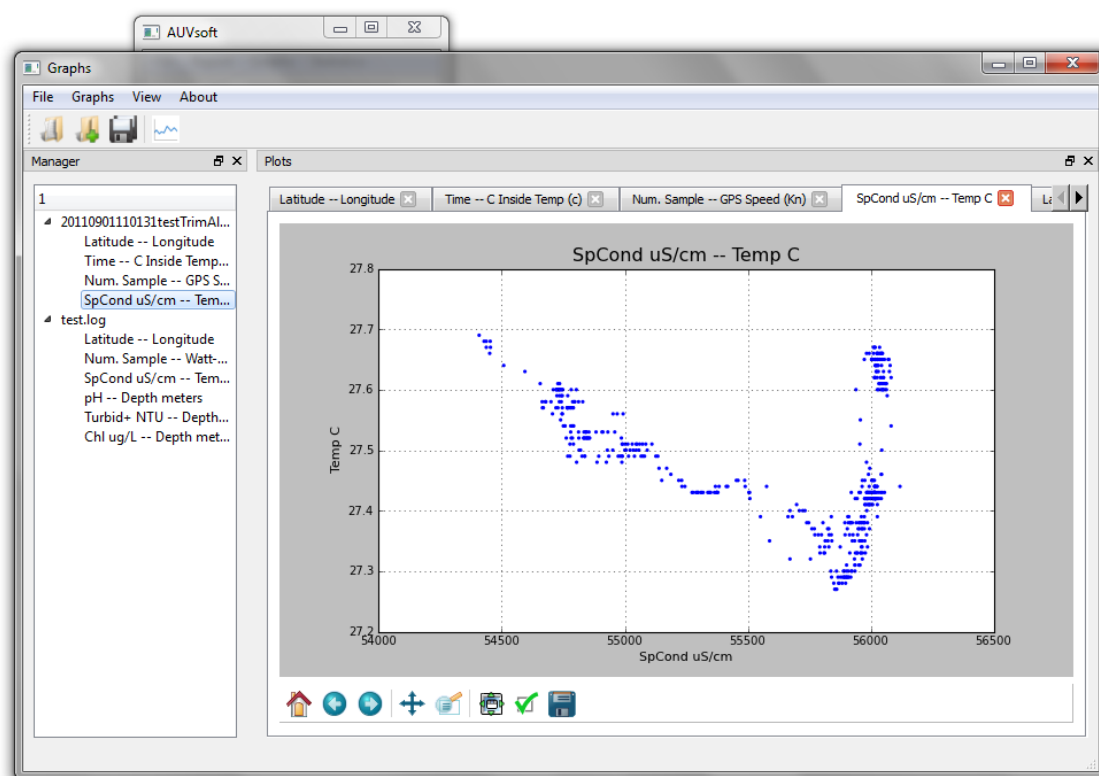 AUVsoft
Graphs
File Graphs View About
Manager
Plots
1
20110901110131testTrimAl...
Latitude -- Longitude
Time -- C Inside Temp...
Num. Sample -- GPS S...
SpCond uS/cm -- Tem...
test.log
Latitude -- Longitude
Num. Sample -- Watt-...
SpCond uS/cm -- Tem...
pH -- Depth meters
Turbid+ NTU -- Depth...
Chl ug/L -- Depth met...
Latitude -- Longitude
Time -- C Inside Temp (c)
Num. Sample -- GPS Speed (Kn)
SpCond uS/cm -- Temp C
SpCond uS/cm -- Temp C
27.8
27.7
27.6
27.5
27.4
27.3
27.2
Temp C
54000 54500 55000 55500 56000 56500
SpCond uS/cm